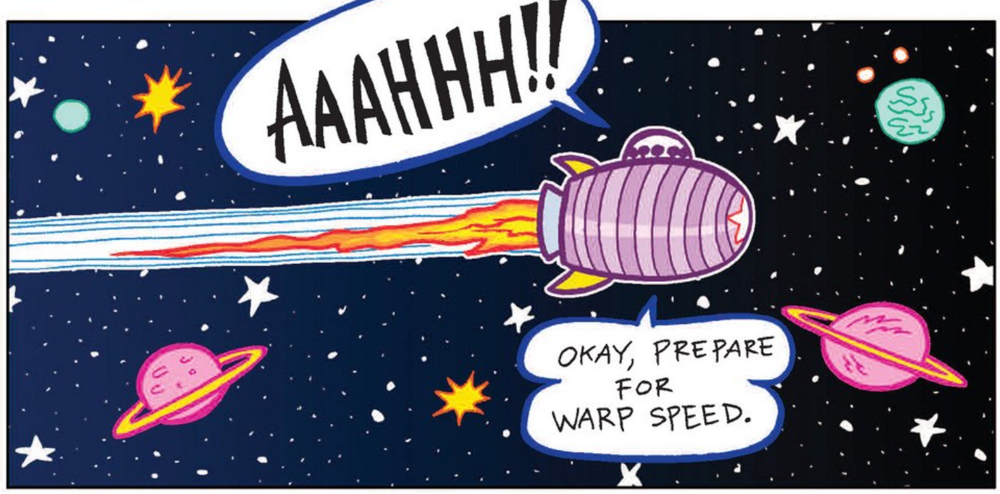 AAAHHH!!
OKAY, PREPARE
FOR
WARP SPEED.